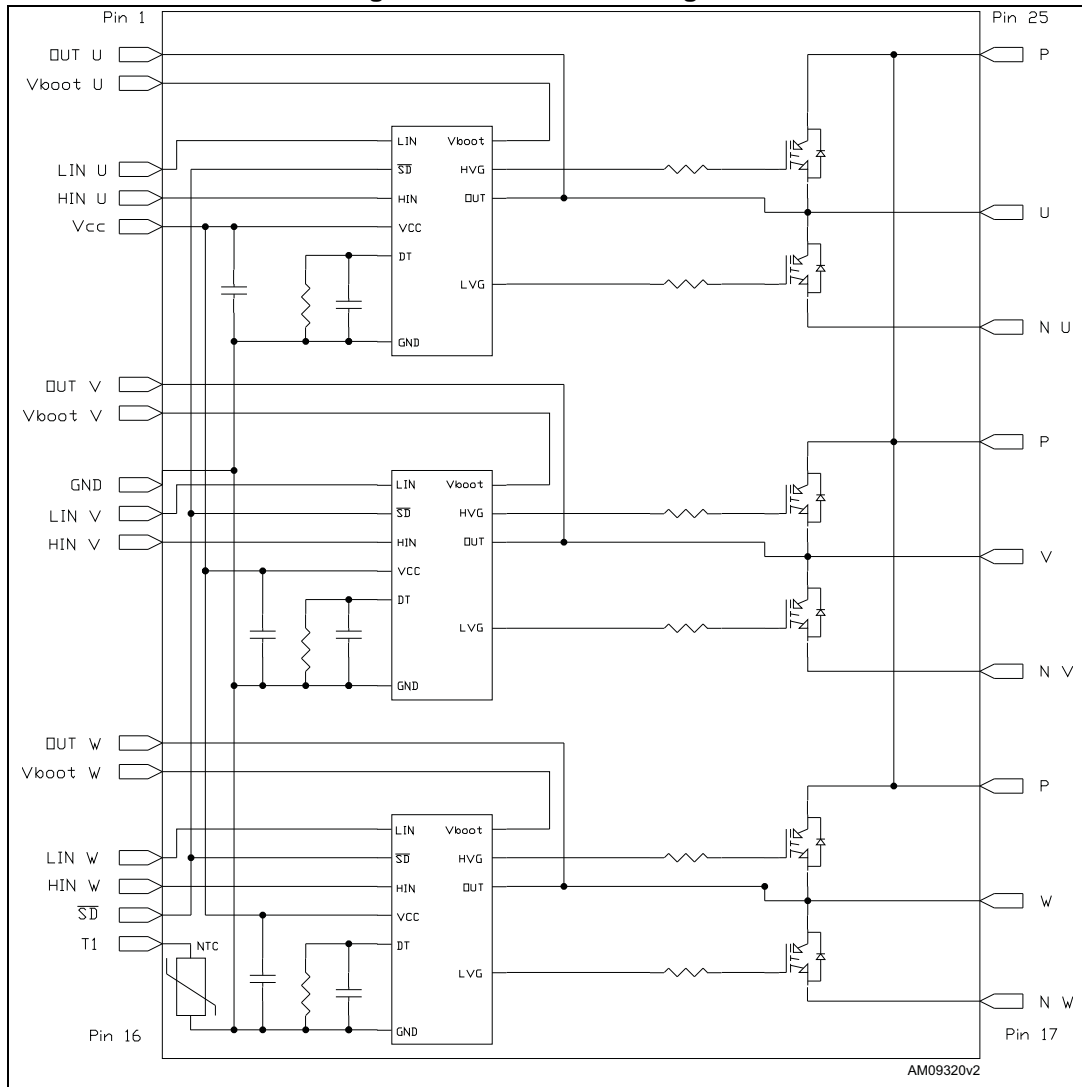 Pin 1
Pin 25
OUT U
P
Vboot U
LIN
Vboot
LIN U
SD
HVG
HIN U
HIN
OUT
U
Vcc
VCC
DT
LVG
N U
GND
OUT V
Vboot V
P
GND
LIN
Vboot
LIN V
SD
HVG
HIN V
HIN
OUT
V
VCC
DT
LVG
N V
GND
OUT W
Vboot W
P
LIN
Vboot
LIN W
SD
HVG
HIN W
HIN
OUT
W
SD
VCC
T1
NTC
DT
LVG
N W
GND
Pin 16
Pin 17
AM09320v2